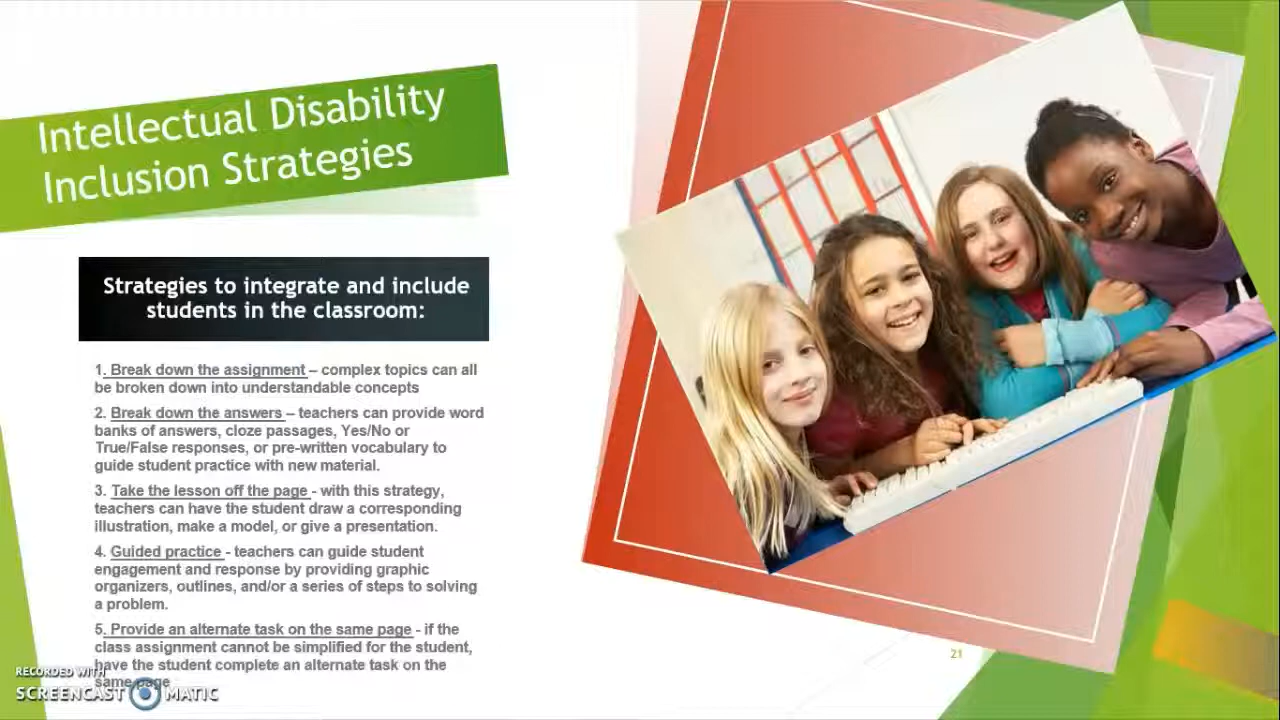 Intellectual Disability
Inclusion Strategies
Strategies to integrate and include
students in the classroom:
1. Break down the assignment – complex topics can all
be broken down into understandable concepts
2. Break down the answers – teachers can provide word
banks of answers, cloze passages, Yes/No or
True/False responses, or pre-written vocabulary to
guide student practice with new material.
3. Take the lesson off the page - with this strategy,
teachers can have the student draw a corresponding
illustration, make a model, or give a presentation.
4. Guided practice - teachers can guide student
engagement and response by providing graphic
organizers, outlines, and/or a series of steps to solving
a problem.
5. Provide an alternate task on the same page - if the
class assignment cannot be simplified for the student,
have the student complete an alternate task on the
same page
21
RECORDED WITH
SCREENCAST MATIC